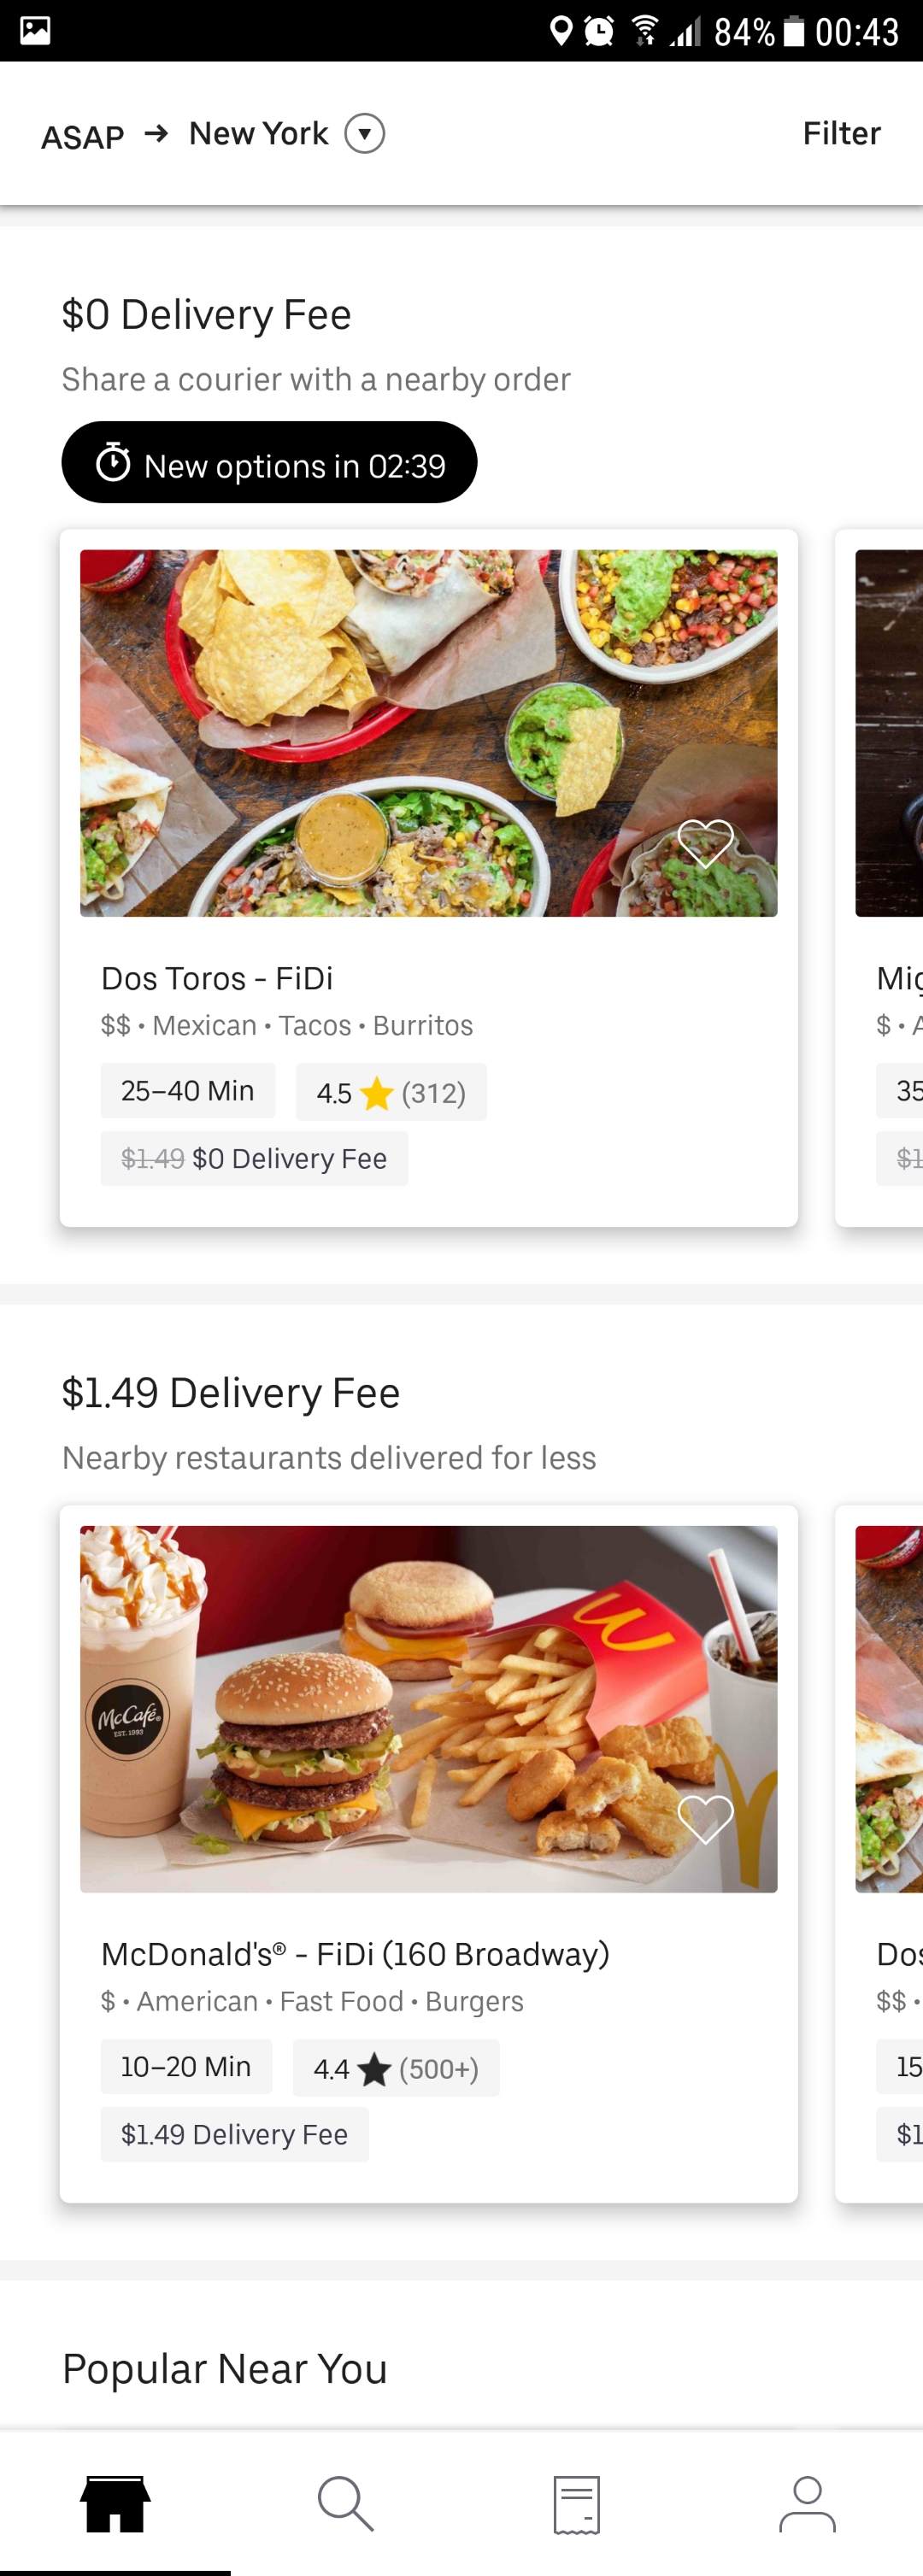 84% 00:43
ASAP → New York Filter
$0 Delivery Fee
Share a courier with a nearby order
New options in 02:39
Dos Toros - FiDi
$$ • Mexican • Tacos • Burritos
25–40 Min 4.5 ★ (312)
$1.49 $0 Delivery Fee
$ •
35
$1
$1.49 Delivery Fee
Nearby restaurants delivered for less
McCafé®
EST. 1993
McDonald's® - FiDi (160 Broadway)
$ • American • Fast Food • Burgers
10–20 Min 4.4 ★ (500+)
$1.49 Delivery Fee
Dos
$$ •
15
$1
Popular Near You